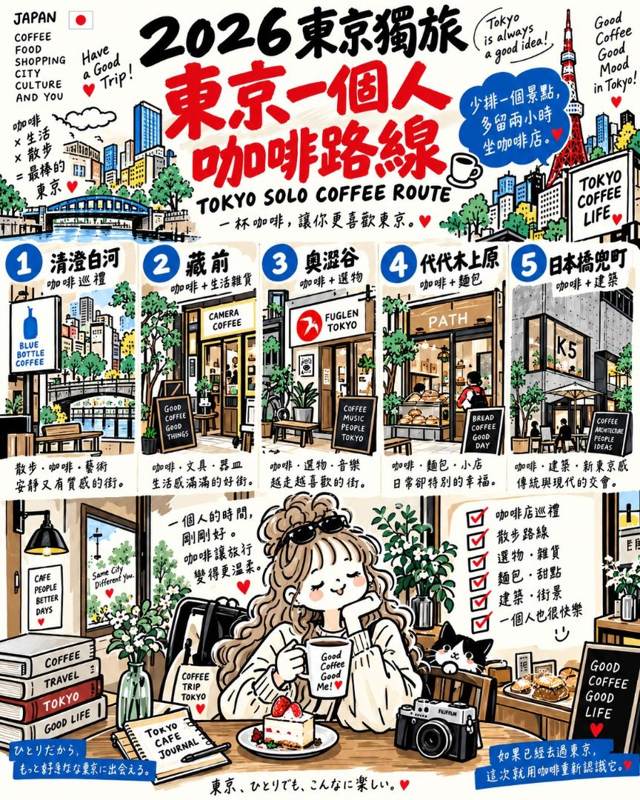 JAPAN
COFFEE
FOOD
SHOPPING
CITY
CULTURE
AND YOU
Have
a Good
Trip!
咖啡
×生活
×散步
=最棒的
東京
2026東京獨旅
東京一個人
咖啡路線
TOKYO SOLO COFFEE ROUTE
一杯咖啡，讓你更喜歡東京。
Tokyo
is always
a good idea!
Good
Coffee
Good
Mood
in Tokyo!
少排一個景點，
多留兩小時
坐咖啡店。
TOKYO
COFFEE
LIFE
1 清澄白河
咖啡巡禮
BLUE
BOTTLE
COFFEE
散步·咖啡·藝術
安靜又有質感的街。
2 藏前
咖啡+生活雜貨
CAMERA
COFFEE
GOOD
COFFEE
GOOD
THINGS
咖啡·文具·器皿
生活感滿滿的好街。
3 奥澀谷
咖啡+選物
FUGLEN
TOKYO
COFFEE
MUSIC
PEOPLE
TOKYO
咖啡·選物·音樂
越走越喜歡的街。
4 代代木上原
咖啡+麵包
PATH
BREAD
COFFEE
GOOD
DAY
咖啡·麵包·小店
日常卻特別的幸福。
5 日本橋兜町
咖啡+建築
K5
COFFEE
ARCHITECTURE
PEOPLE
IDEAS
咖啡·建築·新東京感
傳統與現代的交會。
CAFE
PEOPLE
BETTER
DAYS
Same City
Different You.
一個人的時間，
剛剛好。
咖啡讓旅行
變得更溫柔。
咖啡店巡禮
散步路線
選物·雜貨
麵包·甜點
建築·街景
一個人也很快樂
COFFEE
TRAVEL
TOKYO
GOOD LIFE
COFFEE
TRIP
TOKYO
Good
Coffee
Good
Me!
TOKYO
CAFE
JOURNAL
FUJIFILM
GOOD
COFFEE
GOOD
LIFE
ひとりだから、
もっと好きなな東京に出会える。
東京、ひとりでも、こんなに楽しい。
如果已經去過東京，
這次就用咖啡重新認識它。